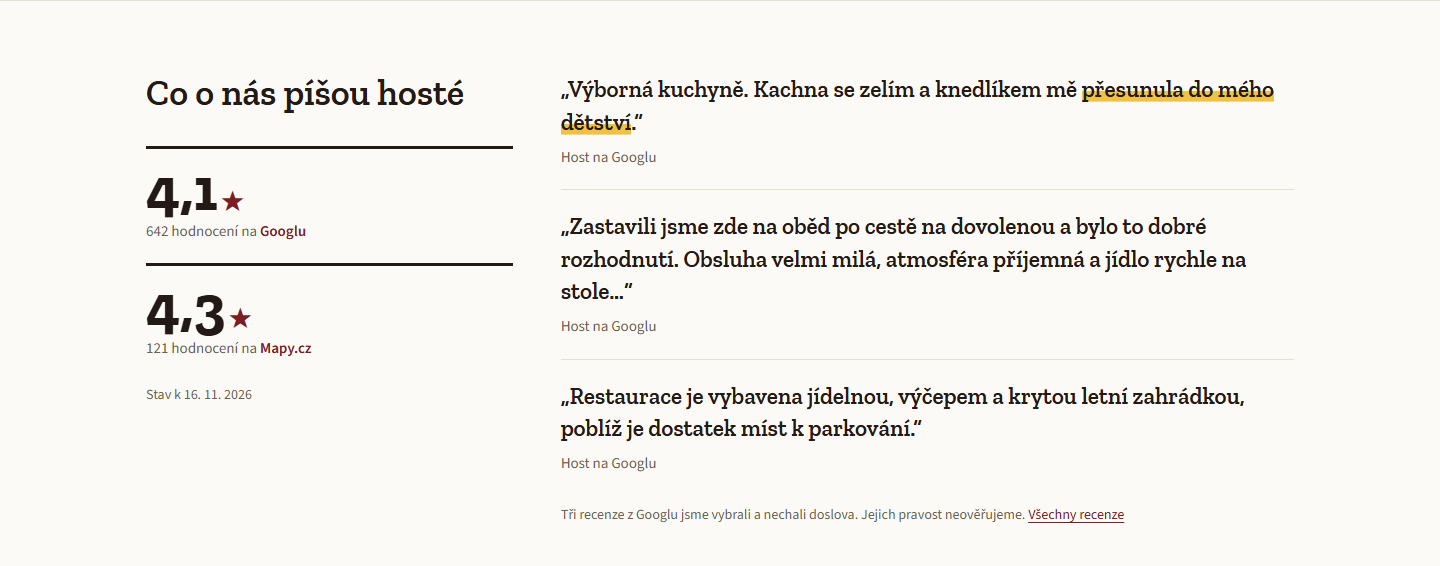 Co o nás píšou hosté
4,1★
642 hodnocení na Googlu
4,3★
121 hodnocení na Mapy.cz
Stav k 16. 11. 2026
„Výborná kuchyně. Kachna se zelím a knedlíkem mě přesunula do mého
dětství.“
Host na Googlu
„Zastavili jsme zde na oběd po cestě na dovolenou a bylo to dobré
rozhodnutí. Obsluha velmi milá, atmosféra příjemná a jídlo rychle na
stole…“
Host na Googlu
„Restaurace je vybavena jídelnou, výčepem a krytou letní zahrádkou,
poblíž je dostatek míst k parkování.“
Host na Googlu
Tři recenze z Googlu jsme vybrali a nechali doslova. Jejich pravost neověřujeme. Všechny recenze